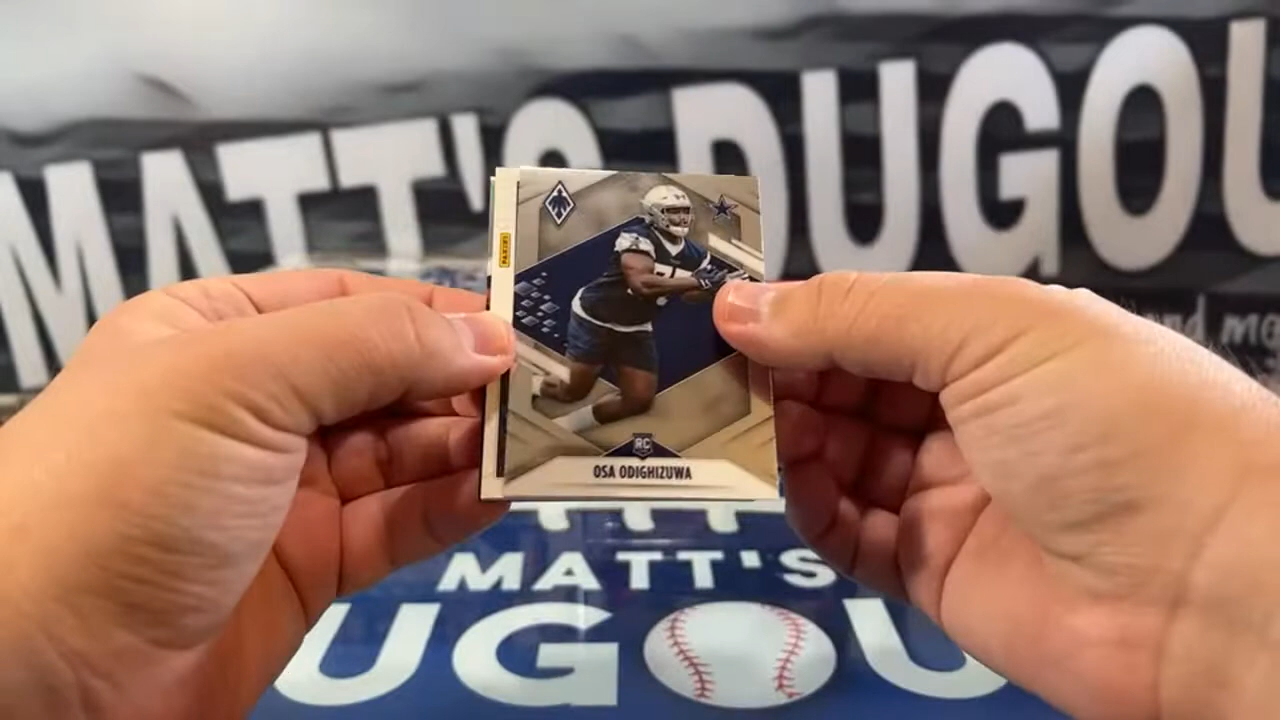 MATT'S DUGOU
PANINI
RC
OSA ODIGHIZUWA
MATT'S
UGOU